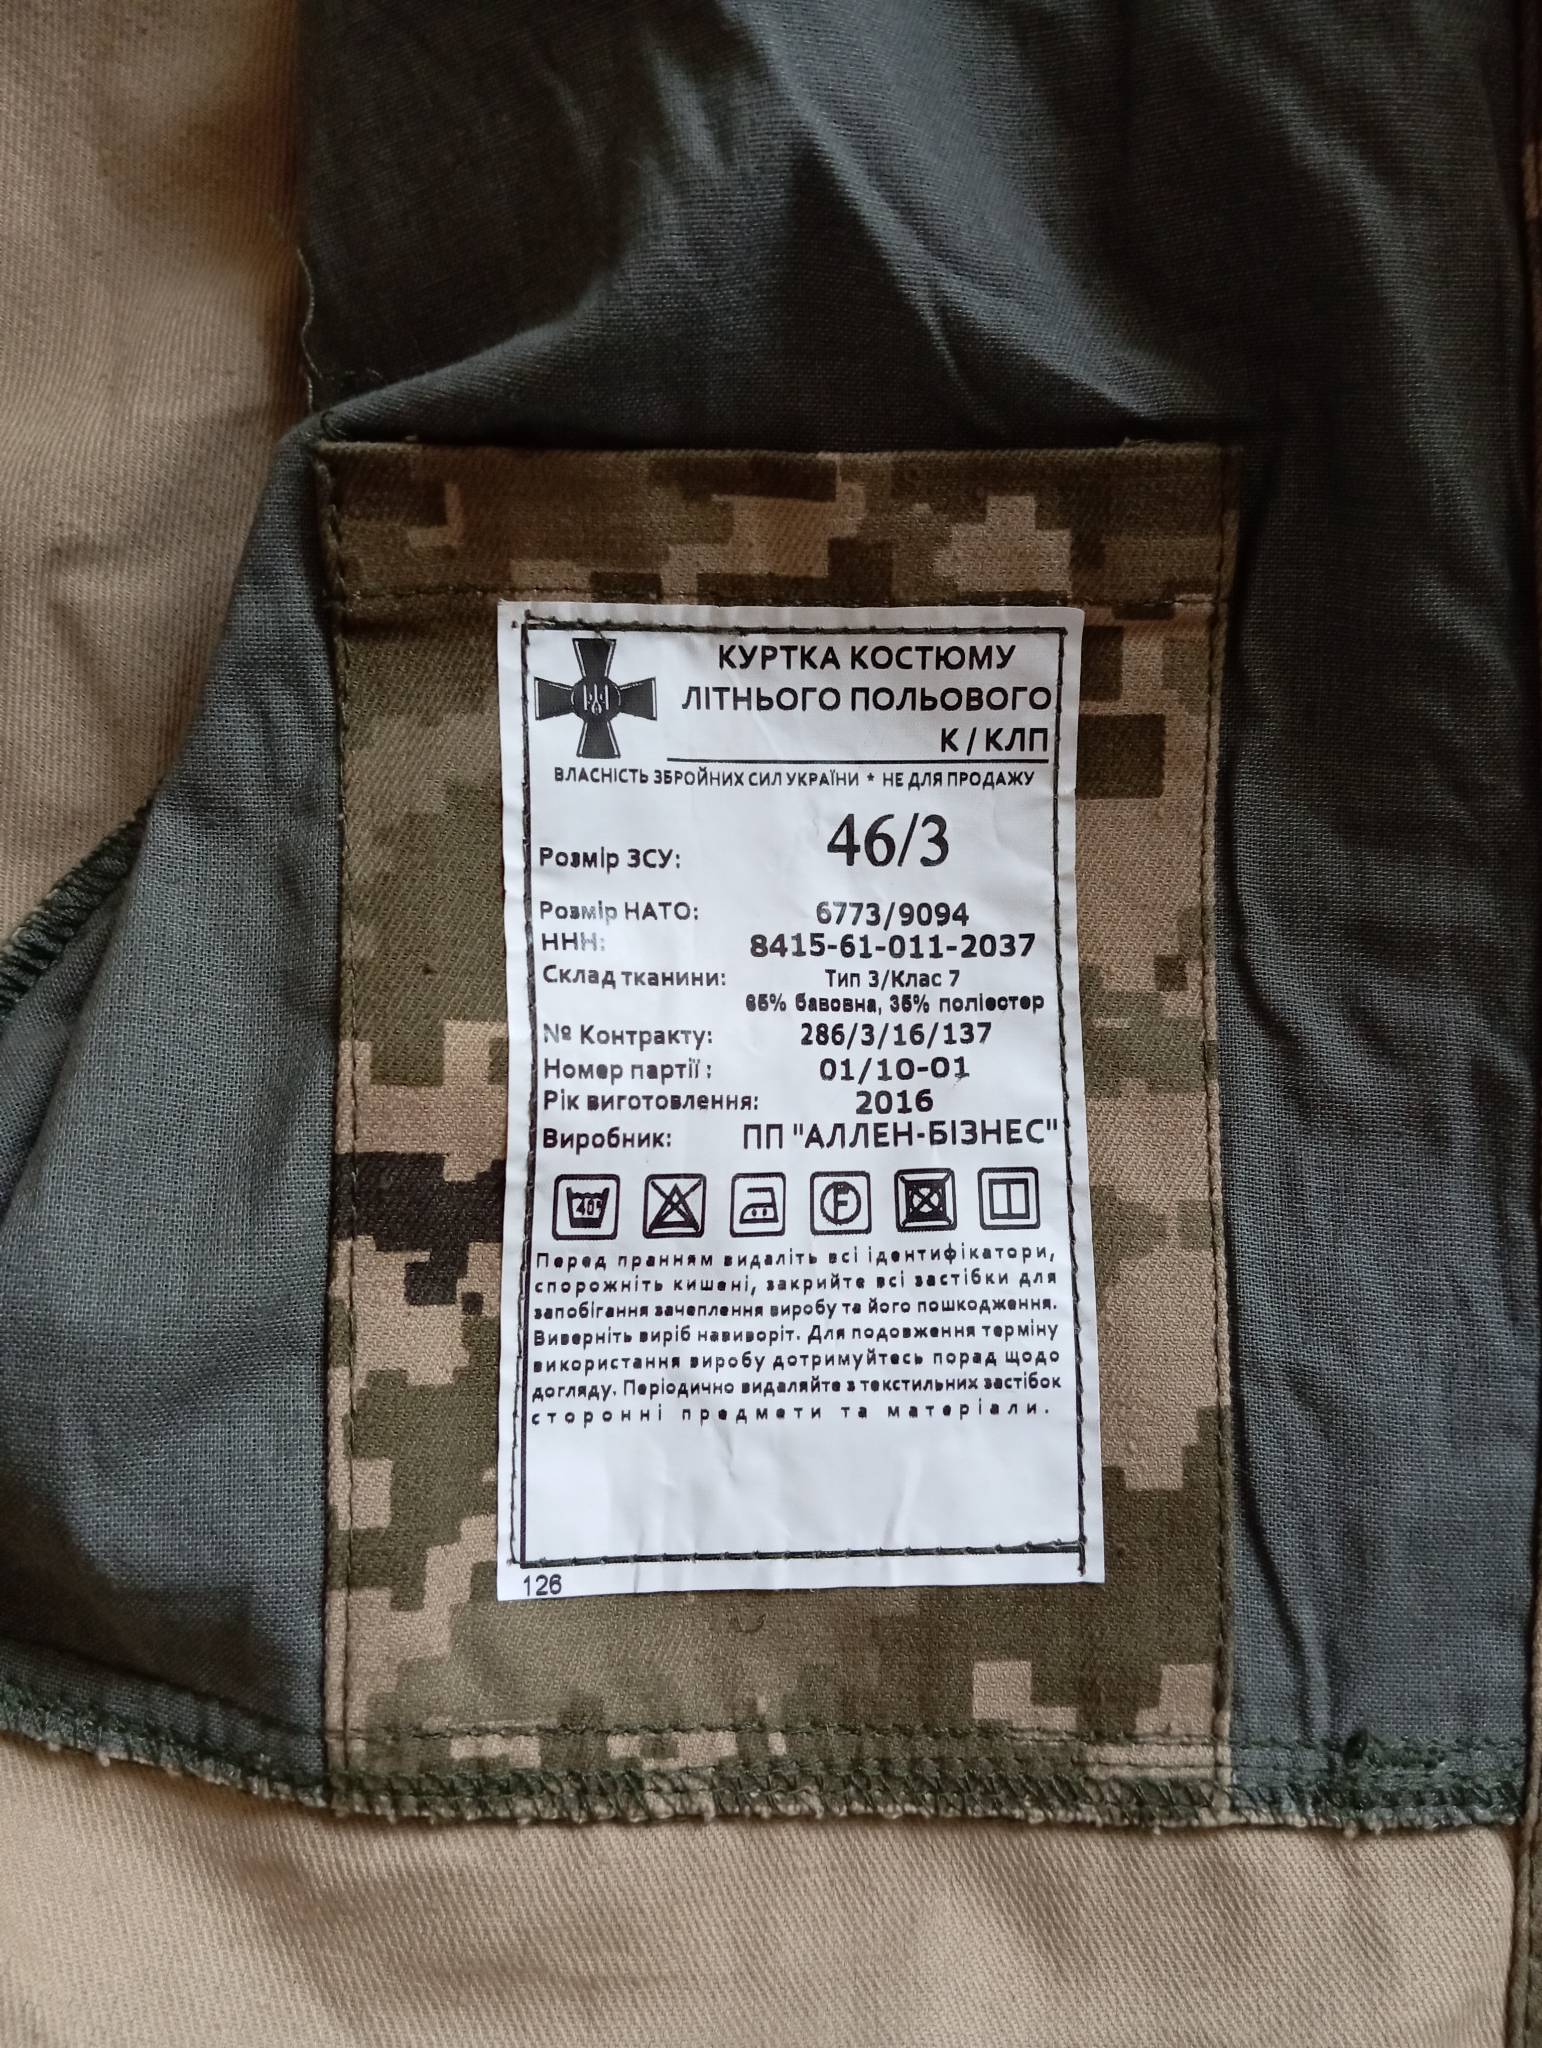 КУРТКА КОСТЮМУ
ЛІТНЬОГО ПОЛЬОВОГО
К / КЛП
ВЛАСНІСТЬ ЗБРОЙНИХ СИЛ УКРАЇНИ * НЕ ДЛЯ ПРОДАЖУ
Розмір ЗСУ: 46/3
Розмір НАТО: 6773/9094
ННН: 8415-61-011-2037
Склад тканини: Тип 3/Клас 7
65% бавовна, 35% поліестер
№ Контракту: 286/3/16/137
Номер партії : 01/10-01
Рік виготовлення: 2016
Виробник: ПП "АЛЛЕН-БІЗНЕС"
40° F
Перед пранням видаліть всі ідентифікатори,
спорожніть кишені, закрийте всі застібки для
запобігання зачеплення виробу та його пошкодження.
Виверніть виріб навиворіт. Для подовження терміну
використання виробу дотримуйтесь порад щодо
догляду. Періодично видаляйте з текстильних застібок
сторонні предмети та матеріали.
126